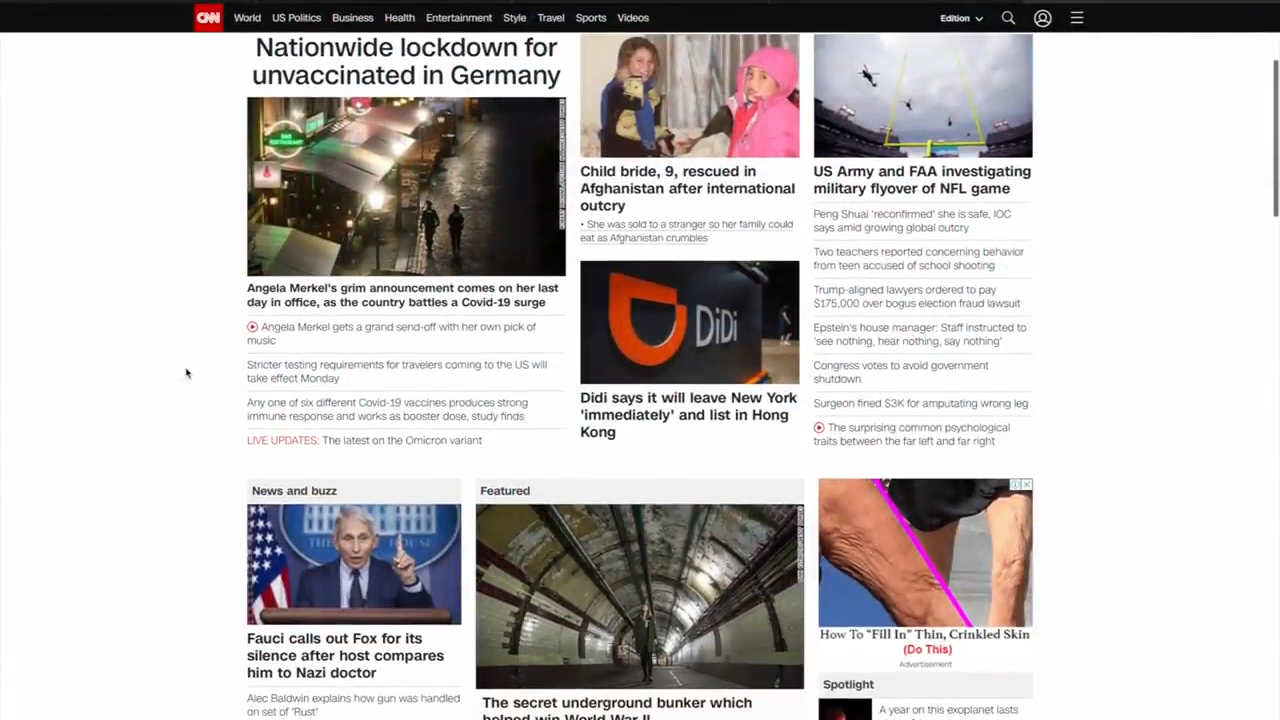 CNN World US Politics Business Health Entertainment Style Travel Sports Videos Edition
Nationwide lockdown for
unvaccinated in Germany
BAR
RESTAURANT
Angela Merkel's grim announcement comes on her last
day in office, as the country battles a Covid-19 surge
Angela Merkel gets a grand send-off with her own pick of
music
Stricter testing requirements for travelers coming to the US will
take effect Monday
Any one of six different Covid-19 vaccines produces strong
immune response and works as booster dose, study finds
LIVE UPDATES: The latest on the Omicron variant
Child bride, 9, rescued in
Afghanistan after international
outcry
• She was sold to a stranger so her family could
eat as Afghanistan crumbles
DiDi
Didi says it will leave New York
'immediately' and list in Hong
Kong
US Army and FAA investigating
military flyover of NFL game
Peng Shuai 'reconfirmed' she is safe, IOC
says amid growing global outcry
Two teachers reported concerning behavior
from teen accused of school shooting
Trump-aligned lawyers ordered to pay
$175,000 over bogus election fraud lawsuit
Epstein's house manager: Staff instructed to
'see nothing, hear nothing, say nothing'
Congress votes to avoid government
shutdown
Surgeon fined $3K for amputating wrong leg
The surprising common psychological
traits between the far left and far right
News and buzz
Fauci calls out Fox for its
silence after host compares
him to Nazi doctor
Alec Baldwin explains how gun was handled
on set of 'Rust'
Featured
The secret underground bunker which
helped win World War II
How To "Fill In" Thin, Crinkled Skin
(Do This)
Advertisement
Spotlight
A year on this exoplanet lasts